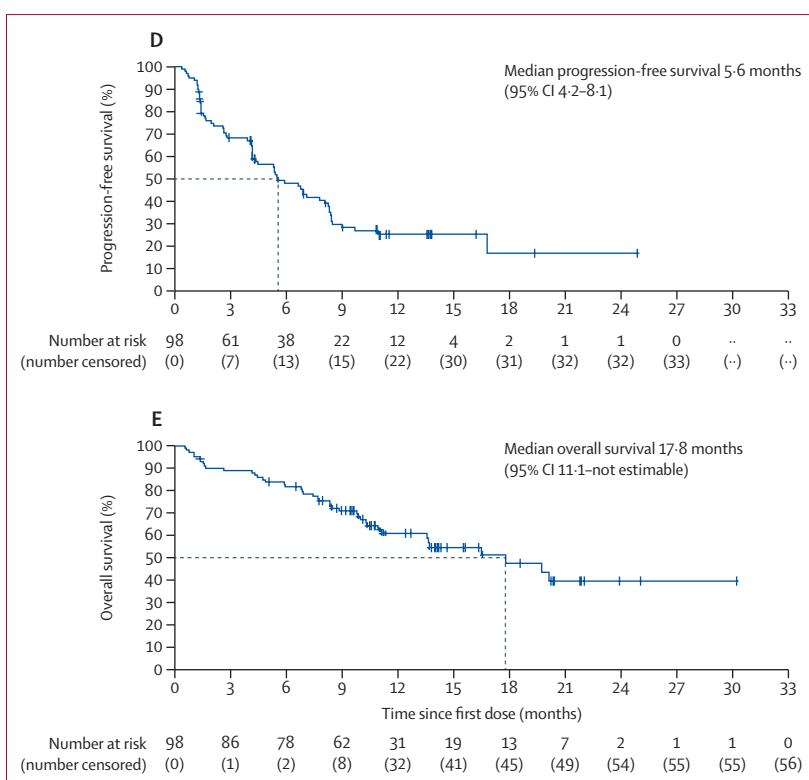 D
Median progression-free survival 5·6 months
(95% CI 4·2–8·1)
Progression-free survival (%)
100
90
80
70
60
50
40
30
20
10
0
0 3 6 9 12 15 18 21 24 27 30 33
Number at risk 98 61 38 22 12 4 2 1 1 0 ·· ··
(number censored) (0) (7) (13) (15) (22) (30) (31) (32) (32) (33) (··) (··)
E
Median overall survival 17·8 months
(95% CI 11·1–not estimable)
Overall survival (%)
100
90
80
70
60
50
40
30
20
10
0
0 3 6 9 12 15 18 21 24 27 30 33
Time since first dose (months)
Number at risk 98 86 78 62 31 19 13 7 2 1 1 0
(number censored) (0) (1) (2) (8) (32) (41) (45) (49) (54) (55) (55) (56)